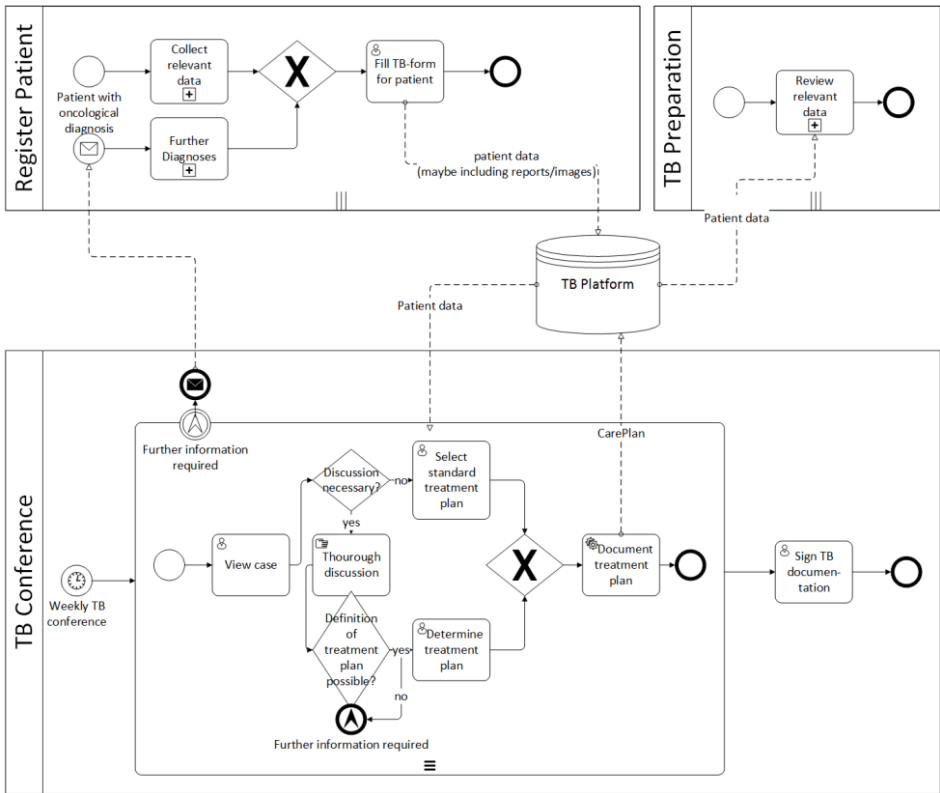 Register Patient
Collect
relevant
data
Patient with
oncological
diagnosis
Further
Diagnoses
X
Fill TB-form
for patient
patient data
(maybe including reports/images)
TB Preparation
Review
relevant
data
Patient data
TB Platform
Patient data
CarePlan
TB Conference
Weekly TB
conference
Further information
required
View case
Discussion
necessary?
no
yes
Select
standard
treatment
plan
Thourough
discussion
Definition
of
treatment
plan
possible?
yes
no
Determine
treatment
plan
Further information required
X
Document
treatment
plan
Sign TB
documen-
tation